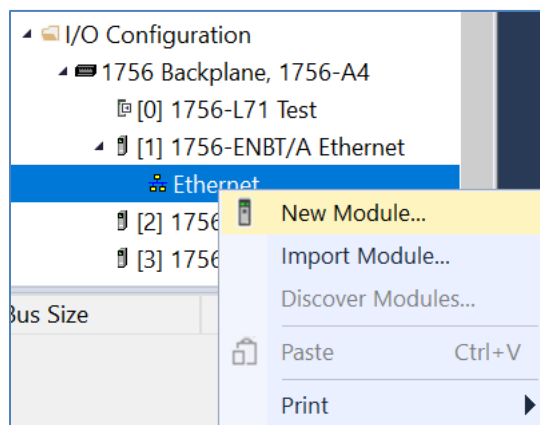 I/O Configuration
1756 Backplane, 1756-A4
[0] 1756-L71 Test
[1] 1756-ENBT/A Ethernet
Ethernet
[2] 1756
[3] 1756
New Module...
Import Module...
Discover Modules...
Paste Ctrl+V
Print
Bus Size